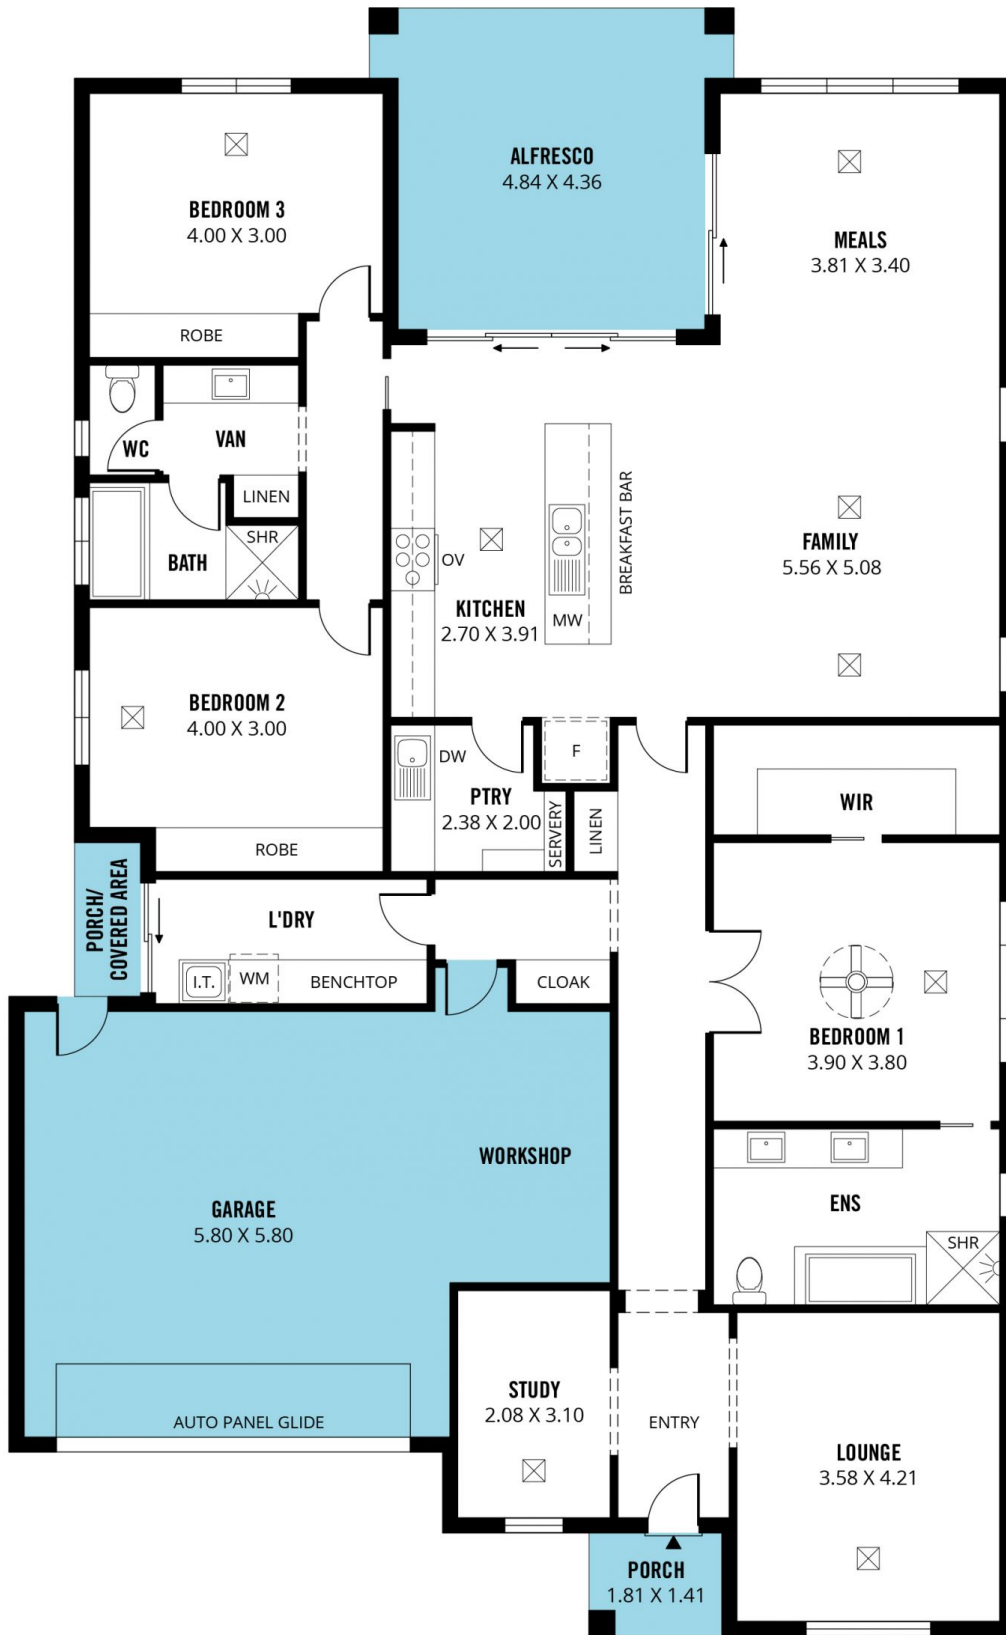 ALFRESCO
4.84 X 4.36
BEDROOM 3
4.00 X 3.00
MEALS
3.81 X 3.40
ROBE
WC
VAN
LINEN
SHR
BATH
OV
BREAKFAST BAR
FAMILY
5.56 X 5.08
KITCHEN
2.70 X 3.91
MW
BEDROOM 2
4.00 X 3.00
DW
F
PTRY
2.38 X 2.00
SERVERY
LINEN
WIR
ROBE
PORCH/
COVERED AREA
L'DRY
I.T.
WM
BENCHTOP
CLOAK
BEDROOM 1
3.90 X 3.80
WORKSHOP
GARAGE
5.80 X 5.80
ENS
SHR
STUDY
2.08 X 3.10
ENTRY
AUTO PANEL GLIDE
LOUNGE
3.58 X 4.21
PORCH
1.81 X 1.41